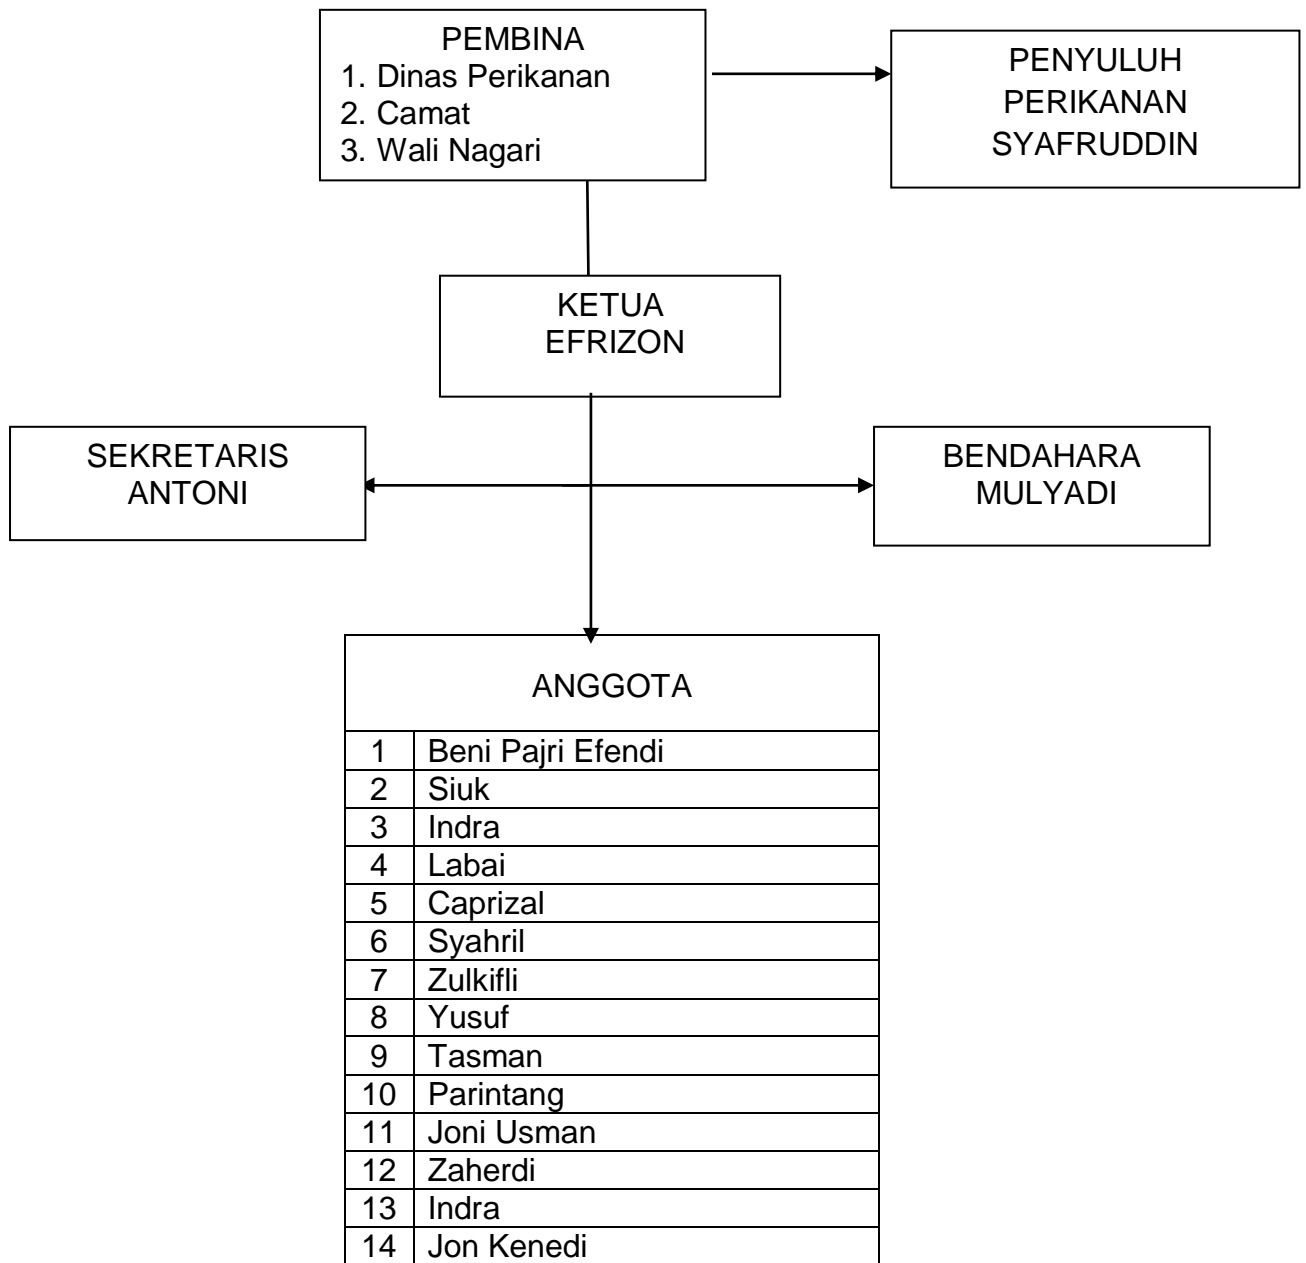 PEMBINA
1. Dinas Perikanan
2. Camat
3. Wali Nagari
PENYULUH
PERIKANAN
SYAFRUDDIN
KETUA
EFRIZON
SEKRETARIS
ANTONI
BENDAHARA
MULYADI
ANGGOTA
1 Beni Pajri Efendi
2 Siuk
3 Indra
4 Labai
5 Caprizal
6 Syahril
7 Zulkifli
8 Yusuf
9 Tasman
10 Parintang
11 Joni Usman
12 Zaherdi
13 Indra
14 Jon Kenedi